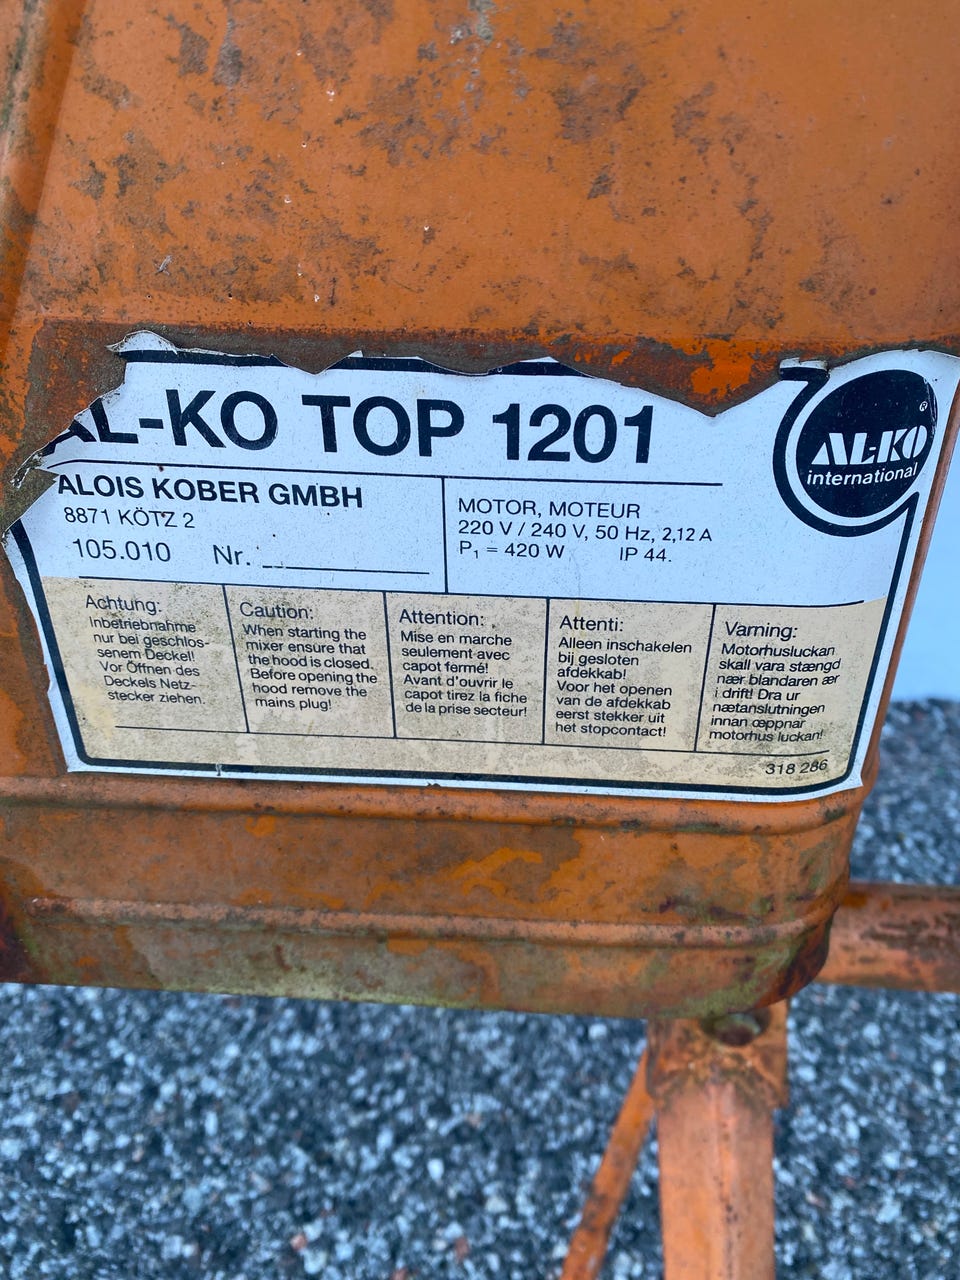 AL-KO TOP 1201
AL-KO
®
international
ALOIS KOBER GMBH
8871 KÖTZ 2
105.010 Nr.
MOTOR, MOTEUR
220 V / 240 V, 50 Hz, 2,12 A
P₁ = 420 W IP 44.
Achtung:
Inbetriebnahme
nur bei geschlos-
senem Deckel!
Vor Öffnen des
Deckels Netz-
stecker ziehen.
Caution:
When starting the
mixer ensure that
the hood is closed.
Before opening the
hood remove the
mains plug!
Attention:
Mise en marche
seulement avec
capot fermé!
Avant d'ouvrir le
capot tirez la fiche
de la prise secteur!
Attenti:
Alleen inschakelen
bij gesloten
afdekkab!
Voor het openen
van de afdekkab
eerst stekker uit
het stopcontact!
Varning:
Motorhusluckan
skall vara stængd
nær blandaren ær
i drift! Dra ur
nætanslutningen
innan œppnar
motorhus luckan!
318 286